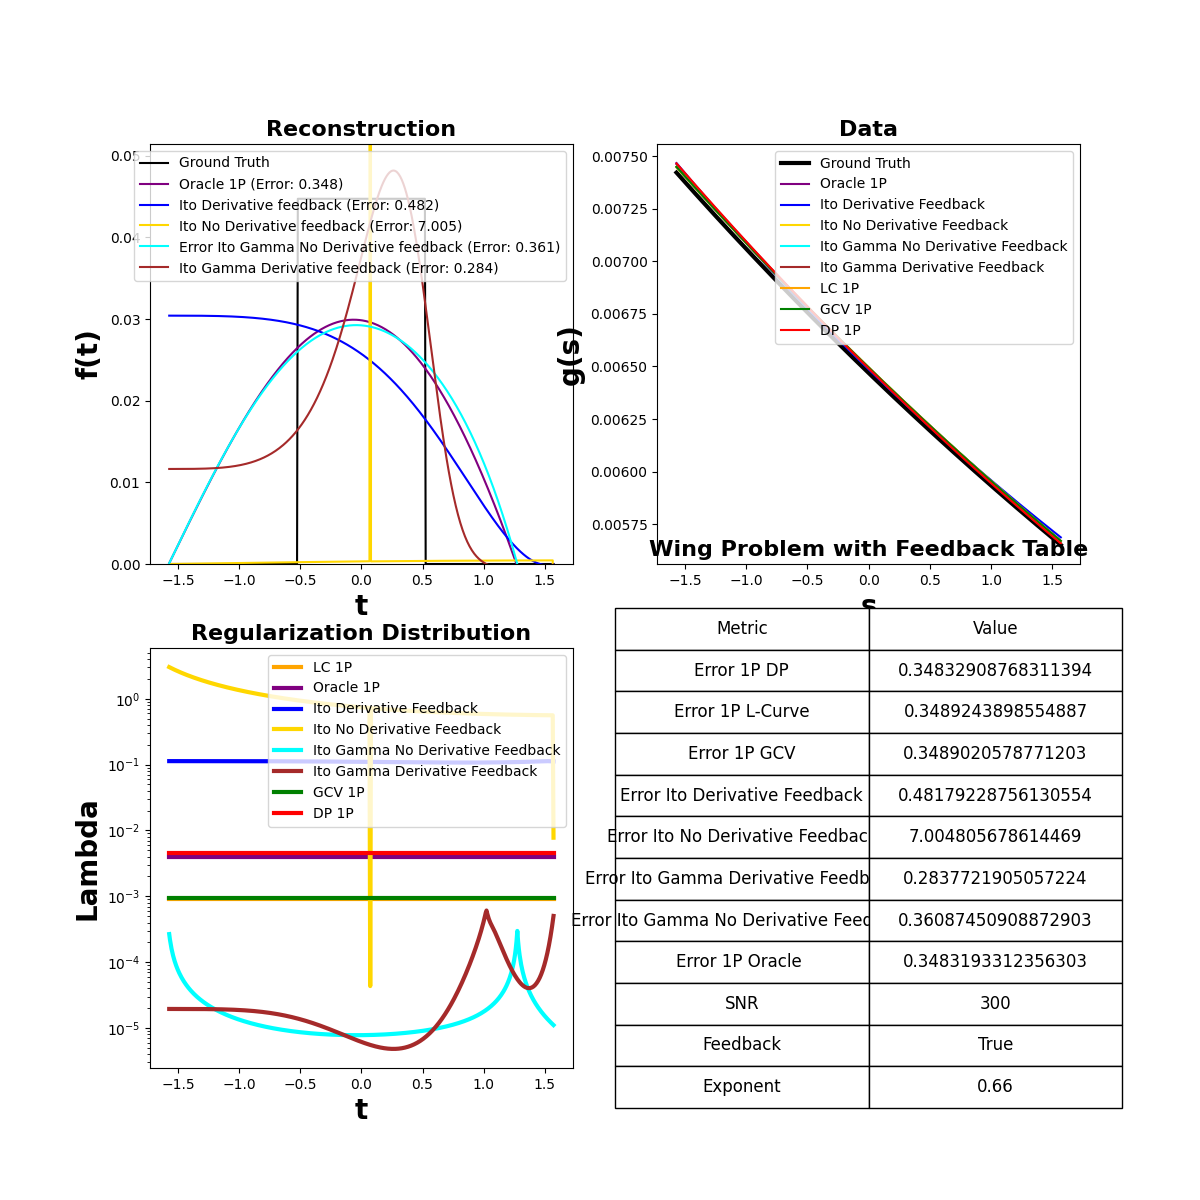 Reconstruction
Ground Truth
Oracle 1P (Error: 0.348)
Ito Derivative feedback (Error: 0.482)
Ito No Derivative feedback (Error: 7.005)
Error Ito Gamma No Derivative feedback (Error: 0.361)
Ito Gamma Derivative feedback (Error: 0.284)
0.05
0.04
0.03
0.02
0.01
0.00
f(t)
−1.5 −1.0 −0.5 0.0 0.5 1.0 1.5
t
Data
Ground Truth
Oracle 1P
Ito Derivative Feedback
Ito No Derivative Feedback
Ito Gamma No Derivative Feedback
Ito Gamma Derivative Feedback
LC 1P
GCV 1P
DP 1P
0.00750
0.00725
0.00700
0.00675
0.00650
0.00625
0.00600
0.00575
g(s)
−1.5 −1.0 −0.5 0.0 0.5 1.0 1.5
s
Regularization Distribution
LC 1P
Oracle 1P
Ito Derivative Feedback
Ito No Derivative Feedback
Ito Gamma No Derivative Feedback
Ito Gamma Derivative Feedback
GCV 1P
DP 1P
10⁰
10⁻¹
10⁻²
10⁻³
10⁻⁴
10⁻⁵
Lambda
−1.5 −1.0 −0.5 0.0 0.5 1.0 1.5
t
Wing Problem with Feedback Table
Metric Value
Error 1P DP 0.34832908768311394
Error 1P L-Curve 0.3489243898554887
Error 1P GCV 0.3489020578771203
Error Ito Derivative Feedback 0.48179228756130554
Error Ito No Derivative Feedbac 7.004805678614469
Error Ito Gamma Derivative Feedb 0.2837721905057224
Error Ito Gamma No Derivative Feed 0.36087450908872903
Error 1P Oracle 0.3483193312356303
SNR 300
Feedback True
Exponent 0.66